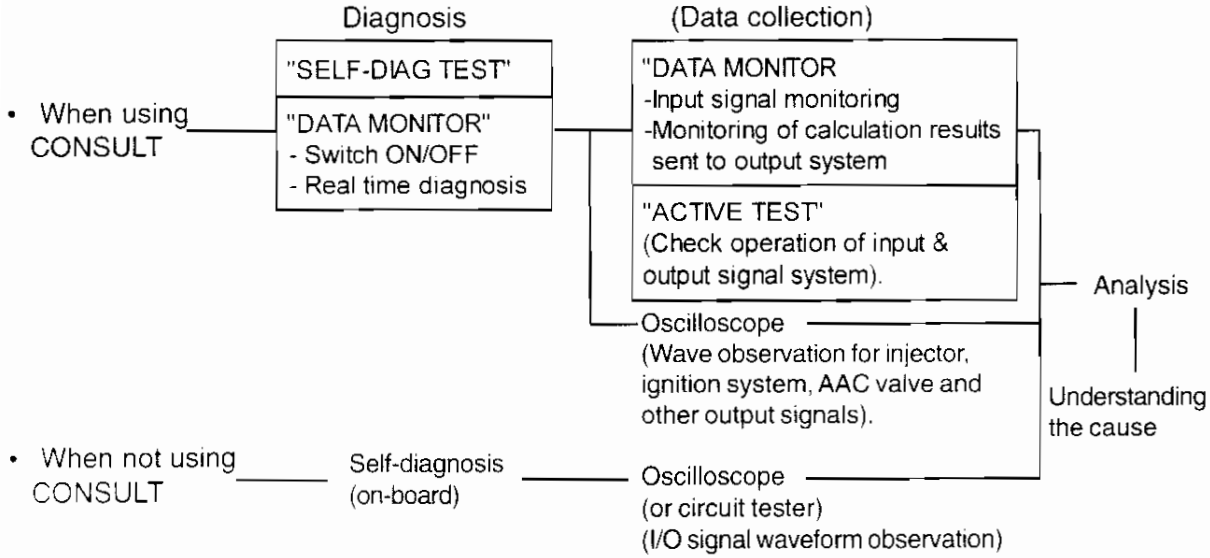 Diagnosis
(Data collection)
• When using
CONSULT
"SELF-DIAG TEST"
"DATA MONITOR"
- Switch ON/OFF
- Real time diagnosis
"DATA MONITOR
-Input signal monitoring
-Monitoring of calculation results
sent to output system
"ACTIVE TEST"
(Check operation of input &
output signal system).
Oscilloscope
(Wave observation for injector,
ignition system, AAC valve and
other output signals).
Analysis
Understanding
the cause
• When not using
CONSULT
Self-diagnosis
(on-board)
Oscilloscope
(or circuit tester)
(I/O signal waveform observation)